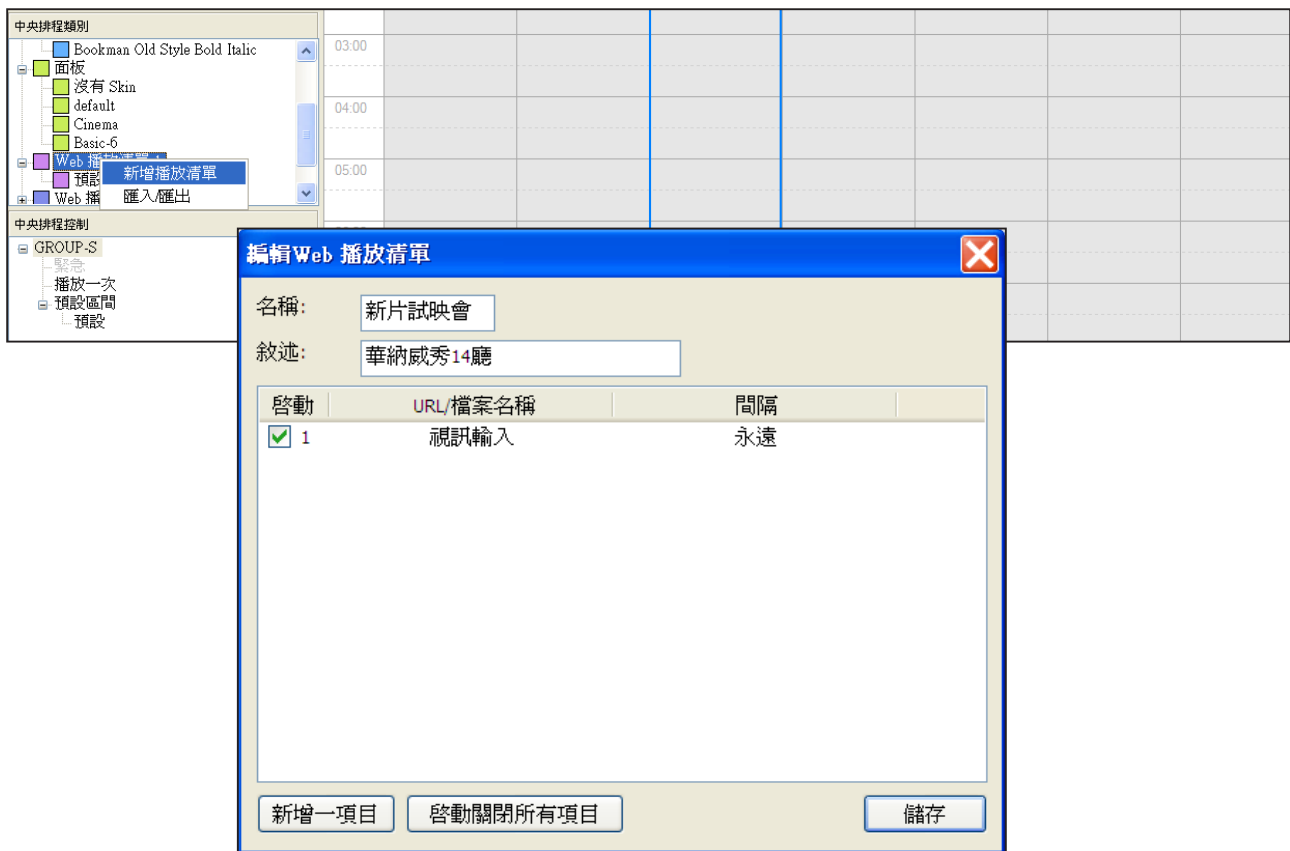 中央排程類別
Bookman Old Style Bold Italic
面板
沒有 Skin
default
Cinema
Basic-6
Web 播放清單
新增播放清單
預設
匯入/匯出
Web 播
中央排程控制
GROUP-S
緊急
播放一次
預設區間
預設
03:00
04:00
05:00
編輯Web 播放清單
名稱:
新片試映會
敘述:
華納威秀14廳
啓動 URL/檔案名稱 間隔
1 視訊輸入 永遠
新增一項目 啓動關閉所有項目 儲存